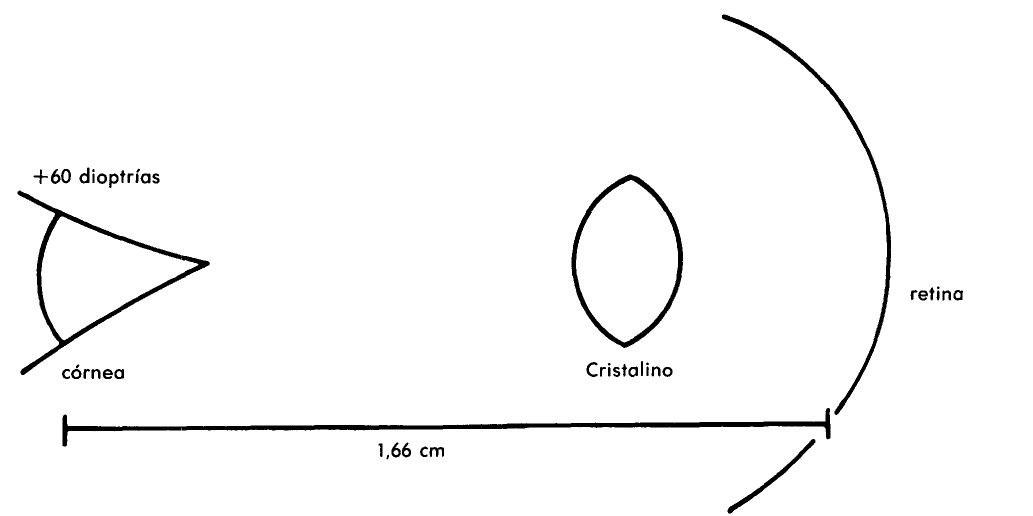 +60 dioptrías
retina
córnea
Cristalino
1,66 cm